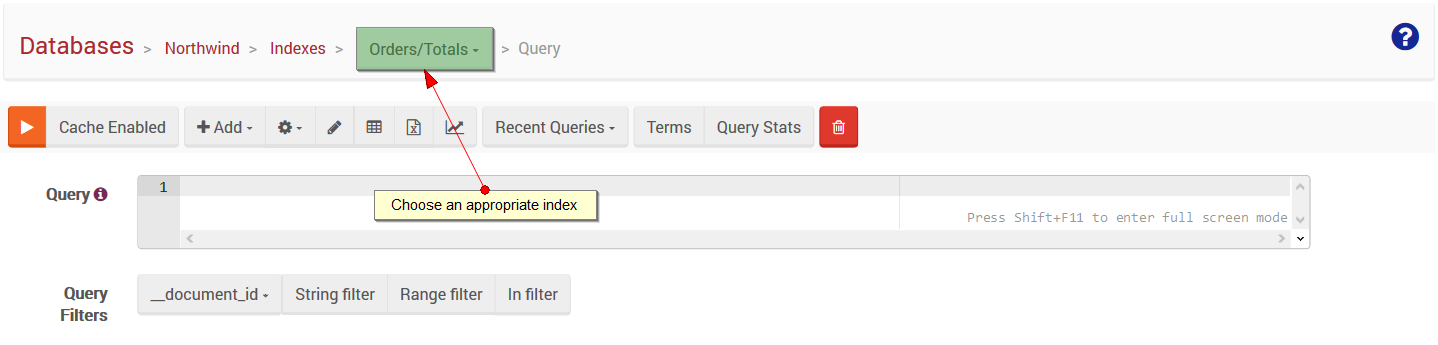 Databases > Northwind > Indexes > Orders/Totals > Query
Cache Enabled Add Recent Queries Terms Query Stats
Query 1
Choose an appropriate index
Press Shift+F11 to enter full screen mode
Query Filters __document_id String filter Range filter In filter